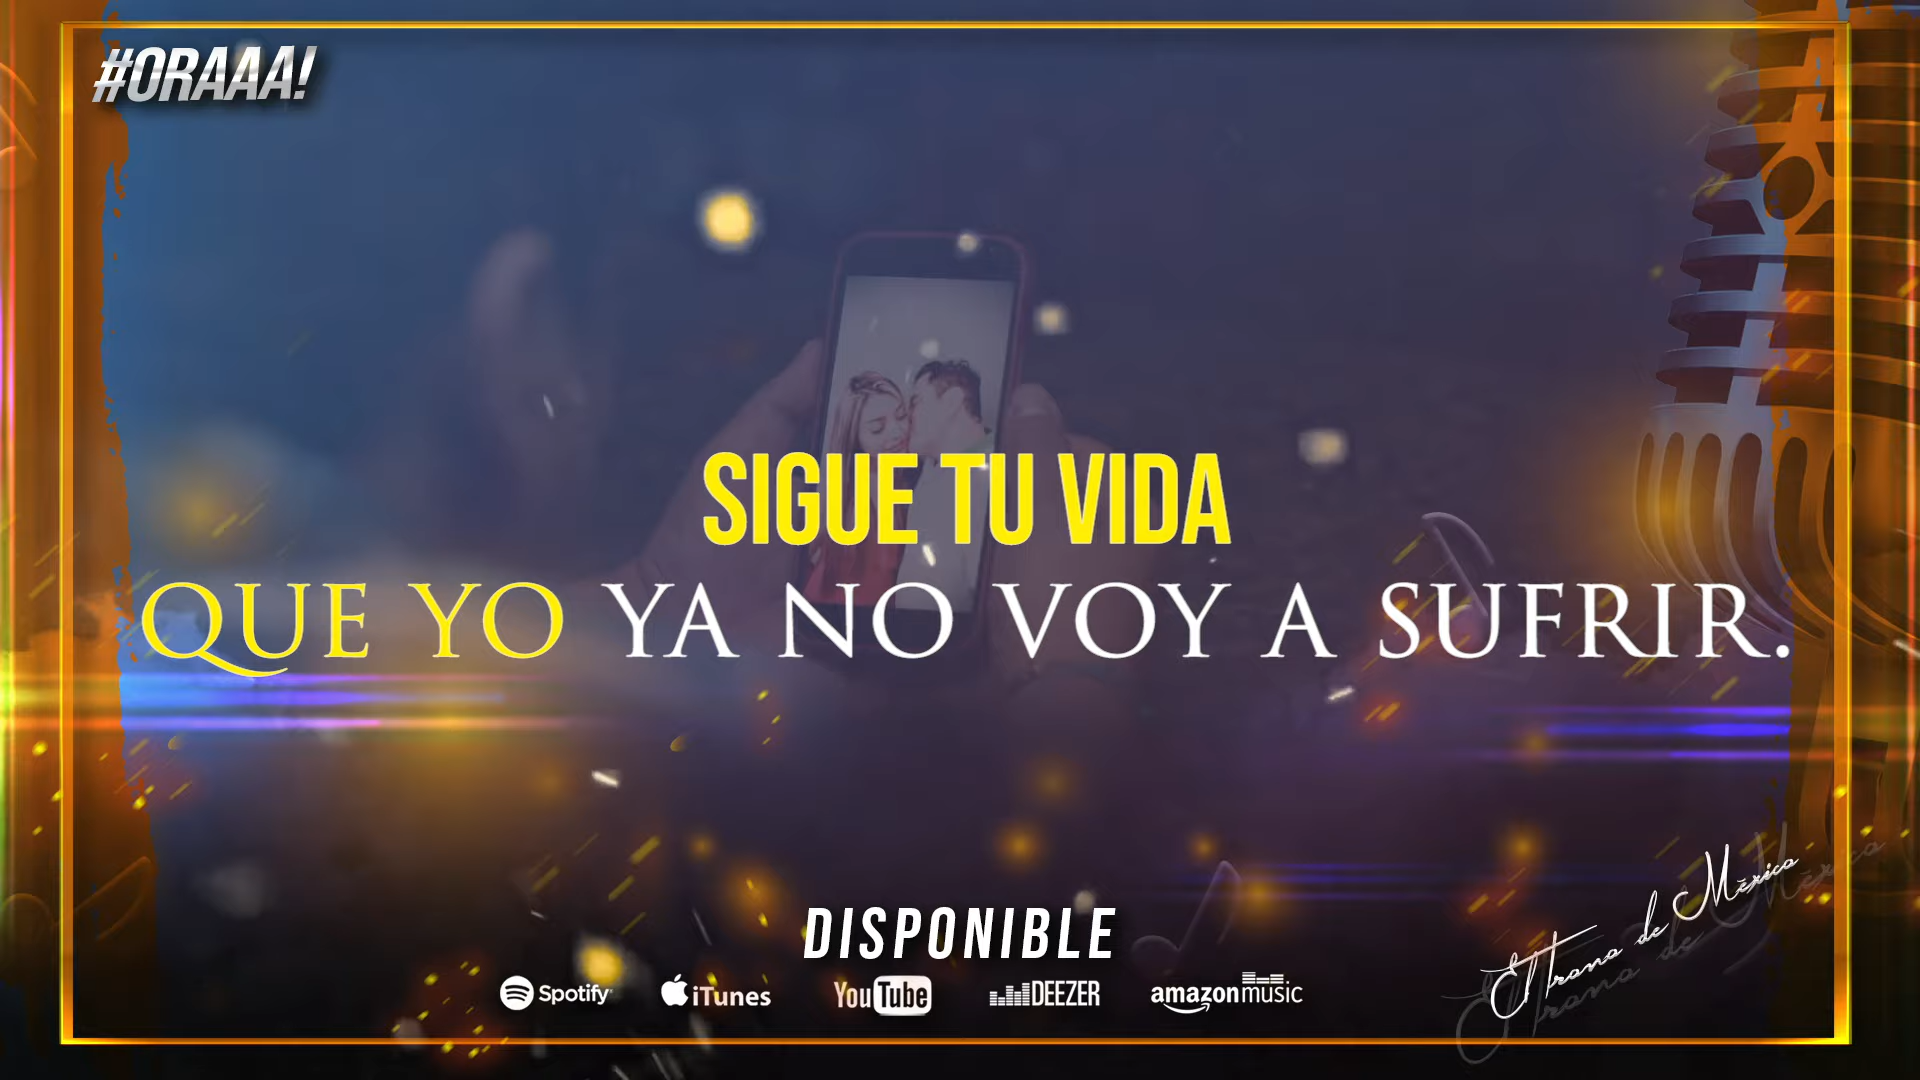 #ORAAA!
SIGUE TU VIDA
QUE YO YA NO VOY A SUFRIR.
DISPONIBLE
Spotify iTunes YouTube DEEZER amazon music
El Trono de México